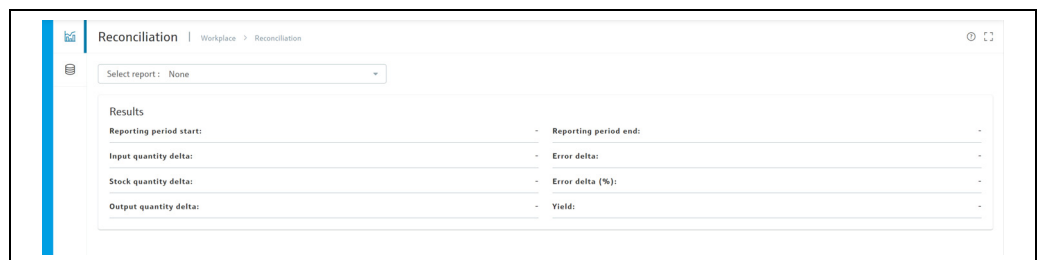 Reconciliation | Workplace > Reconciliation
Select report : None
Results
Reporting period start: - Reporting period end: -
Input quantity delta: - Error delta: -
Stock quantity delta: - Error delta (%): -
Output quantity delta: - Yield: -